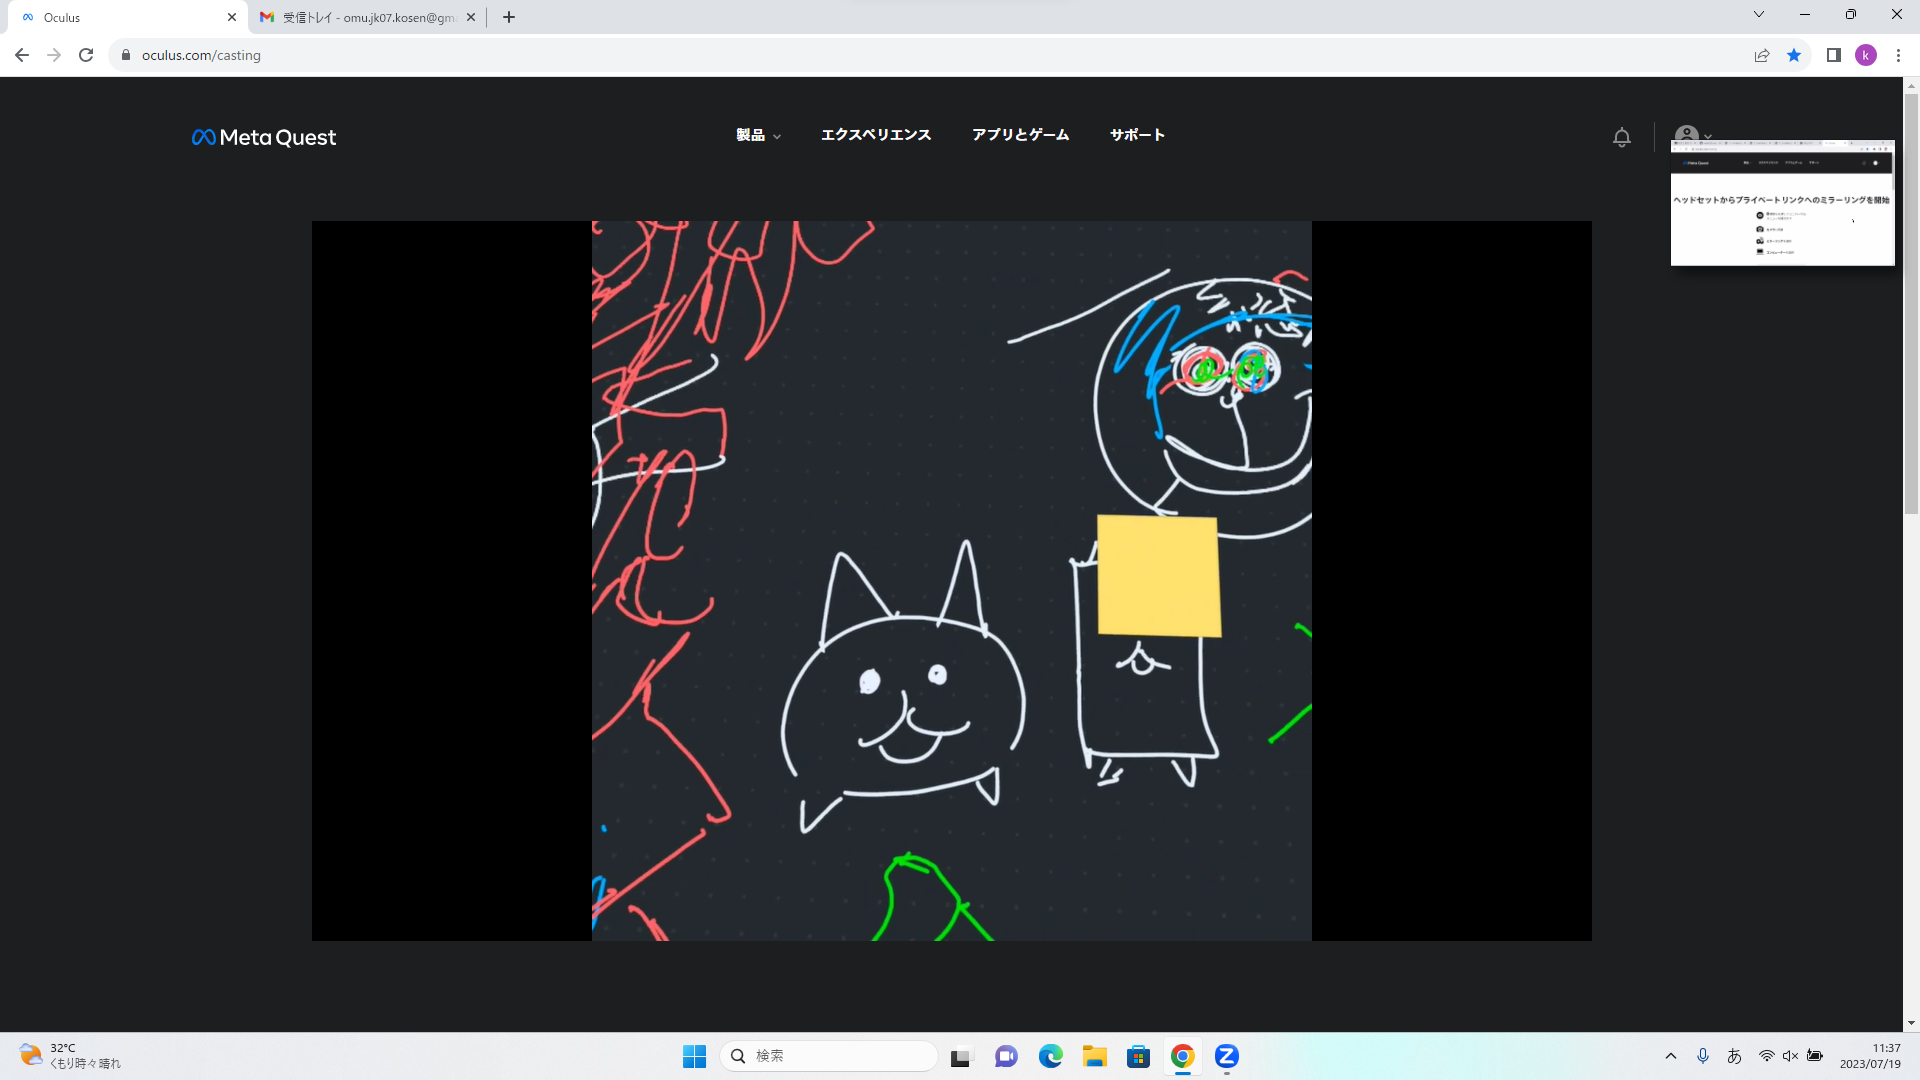 Oculus
受信トレイ - omu.jk07.kosen@gm
oculus.com/casting
k
Meta Quest
製品
エクスペリエンス
アプリとゲーム
サポート
Meta Quest
ヘッドセットからプライベートリンクへのミラーリングを開始
32°C
くもり時々晴れ
検索
あ
11:37
2023/07/19